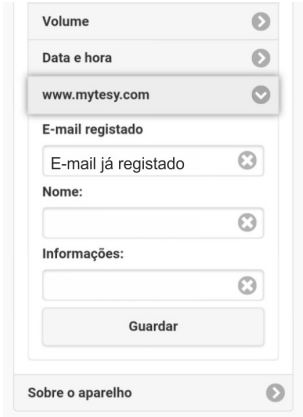 Volume
Data e hora
www.mytesy.com
E-mail registado
E-mail já registado
Nome:
Informações:
Guardar
Sobre o aparelho